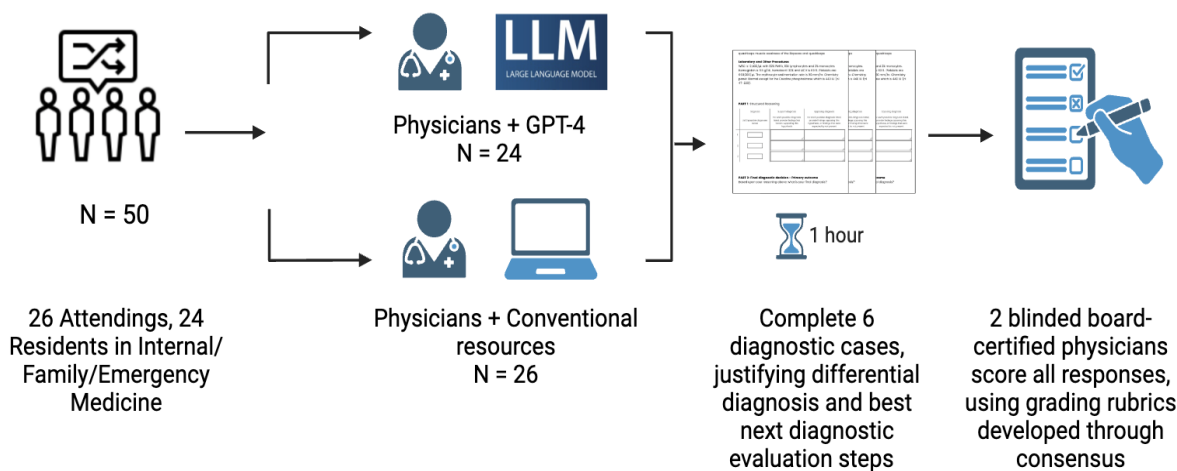 LLM
LARGE LANGUAGE MODEL
Physicians + GPT-4
N = 24
N = 50
1 hour
26 Attendings, 24
Residents in Internal/
Family/Emergency
Medicine
Physicians + Conventional
resources
N = 26
Complete 6
diagnostic cases,
justifying differential
diagnosis and best
next diagnostic
evaluation steps
2 blinded board-
certified physicians
score all responses,
using grading rubrics
developed through
consensus